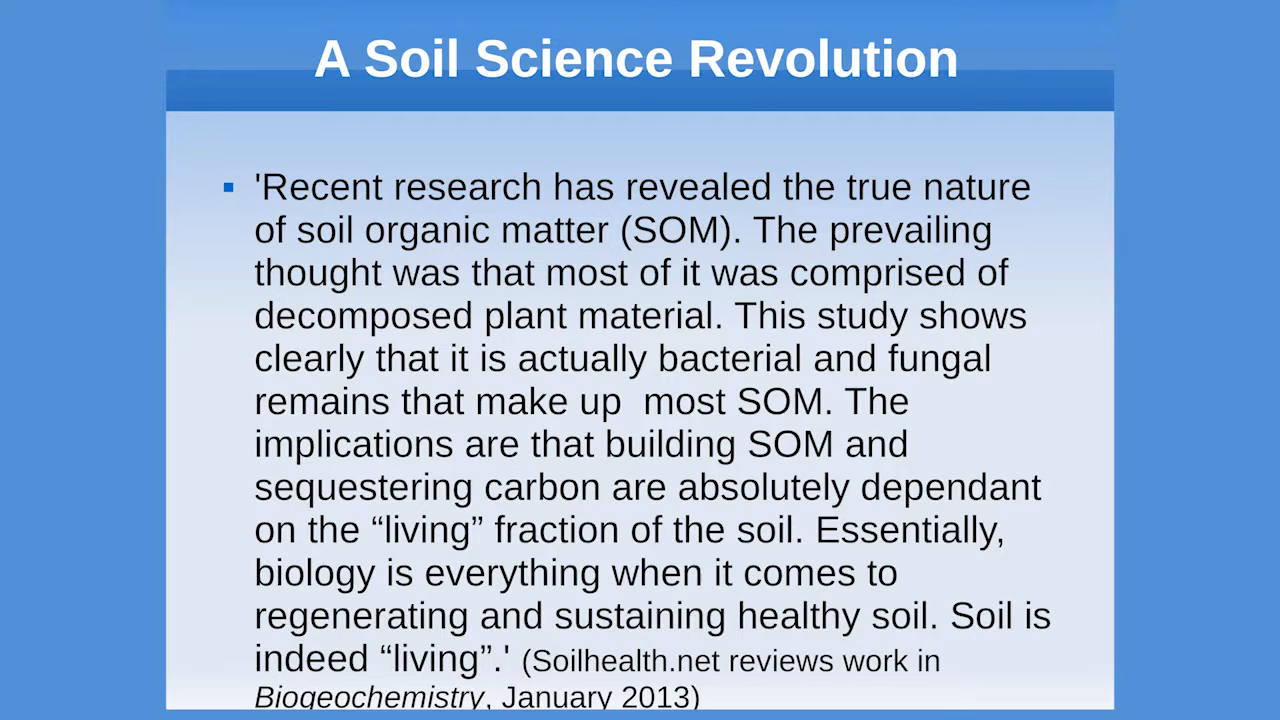 A Soil Science Revolution
'Recent research has revealed the true nature
of soil organic matter (SOM). The prevailing
thought was that most of it was comprised of
decomposed plant material. This study shows
clearly that it is actually bacterial and fungal
remains that make up  most SOM. The
implications are that building SOM and
sequestering carbon are absolutely dependant
on the “living” fraction of the soil. Essentially,
biology is everything when it comes to
regenerating and sustaining healthy soil. Soil is
indeed “living”.' (Soilhealth.net reviews work in
Biogeochemistry, January 2013)